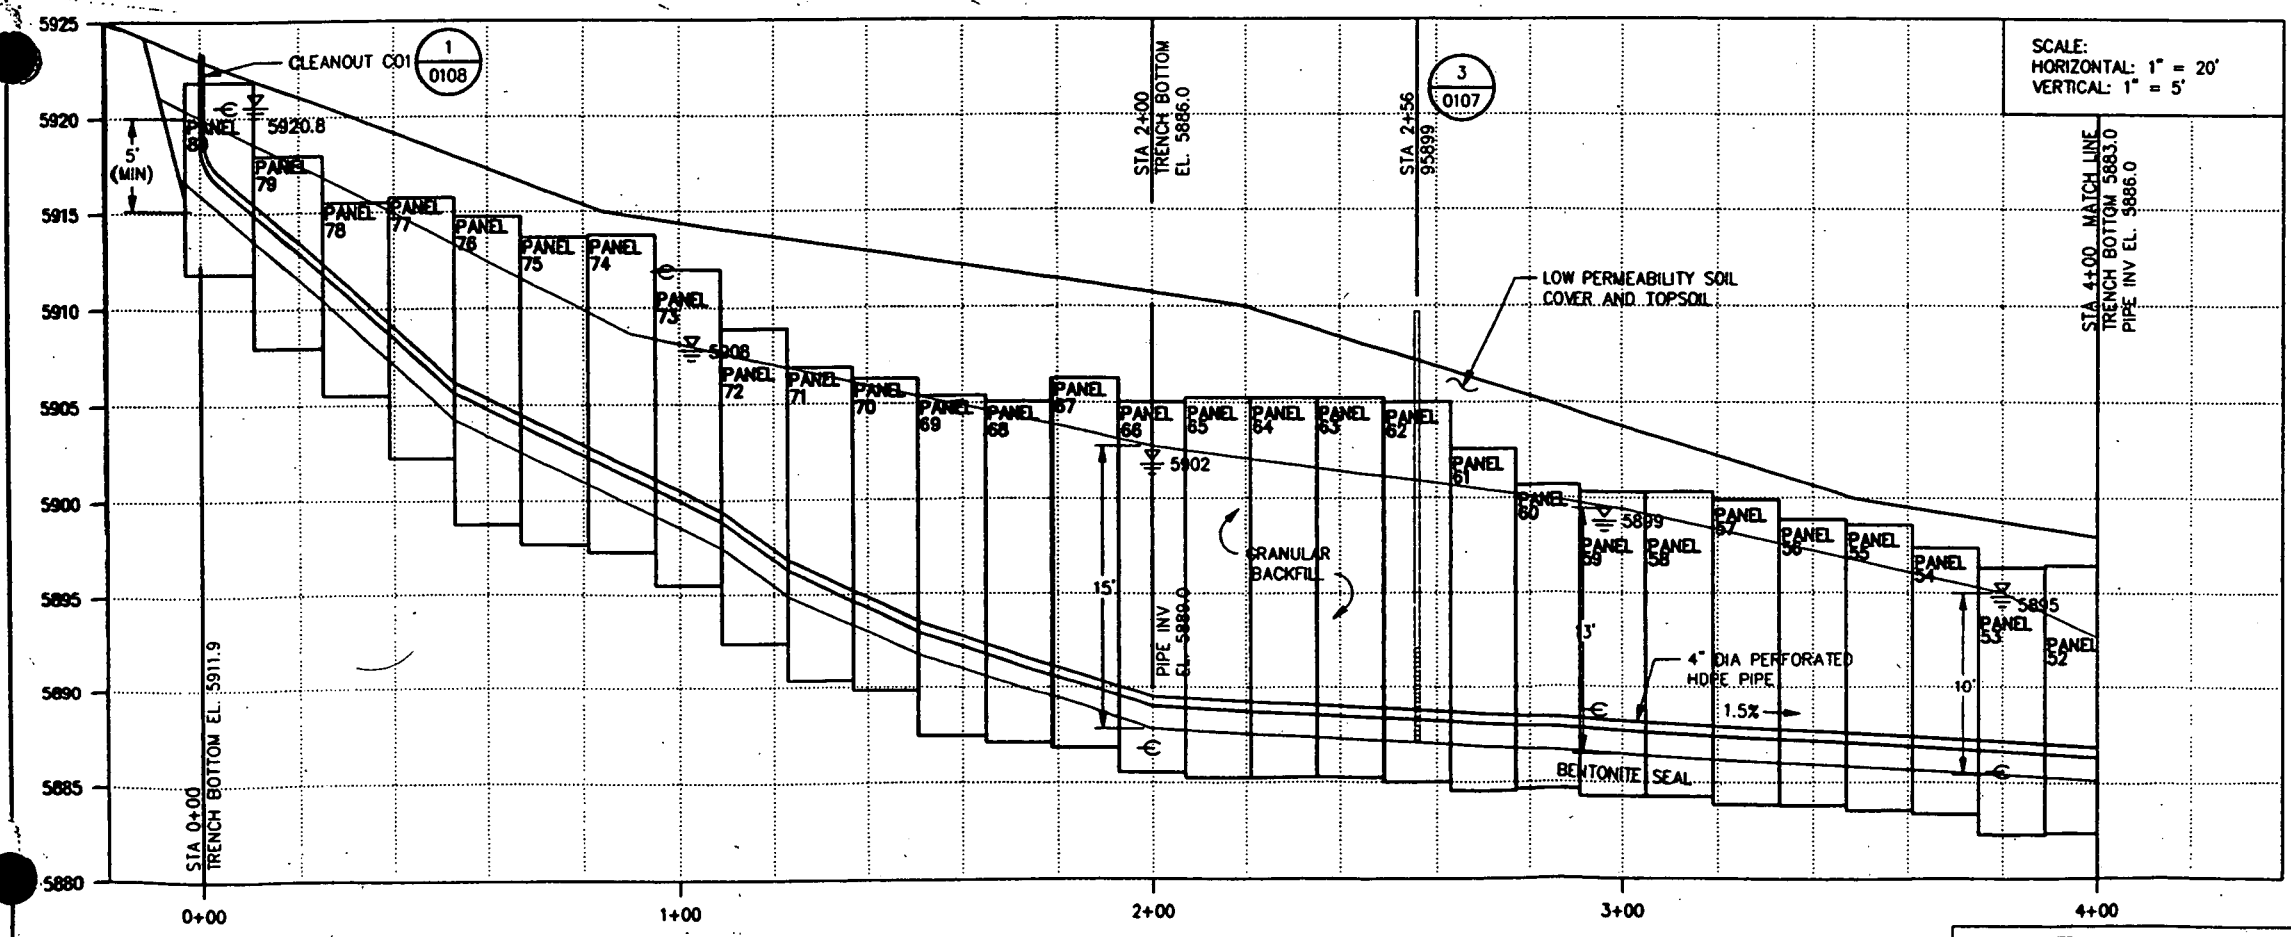 5925
5920
5915
5910
5905
5900
5895
5890
5885
5880
0+00
1+00
2+00
3+00
4+00
SCALE:
HORIZONTAL: 1" = 20'
VERTICAL: 1" = 5'
CLEANOUT CO1
1
0108
3
0107
5'
(MIN)
5920.8
5908
5902
5899
5895
STA 0+00
TRENCH BOTTOM EL. 5911.9
STA 2+00
TRENCH BOTTOM
EL. 5886.0
STA 2+56
95899
STA 4+00 MATCH LINE
TRENCH BOTTOM 5883.0
PIPE INV EL. 5886.0
LOW PERMEABILITY SOIL
COVER AND TOPSOIL
GRANULAR
BACKFILL
15'
PIPE INV
EL. 5889.0
13'
10'
4" DIA PERFORATED
HDPE PIPE
1.5%
BENTONITE SEAL
PANEL
PANEL
79
PANEL
78
PANEL
77
PANEL
76
PANEL
75
PANEL
74
PANEL
73
PANEL
72
PANEL
71
PANEL
70
PANEL
69
PANEL
68
PANEL
67
PANEL
66
PANEL
65
PANEL
64
PANEL
63
PANEL
62
PANEL
61
PANEL
60
PANEL
59
PANEL
58
PANEL
57
PANEL
56
PANEL
55
PANEL
54
PANEL
53
PANEL
52